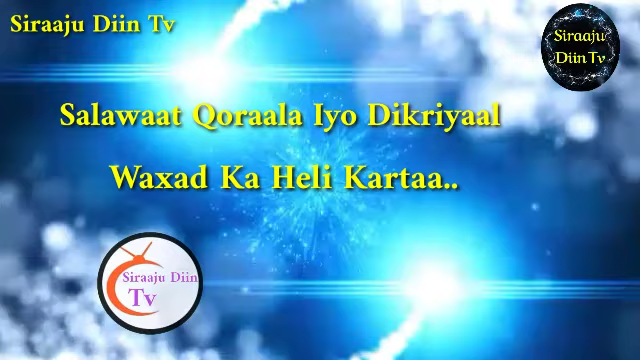 Siraaju Diin Tv
Siraaju
Diin Tv
Salawaat Qoraala Iyo Dikriyaal
Waxad Ka Heli Kartaa..
Siraaju Diin
Tv